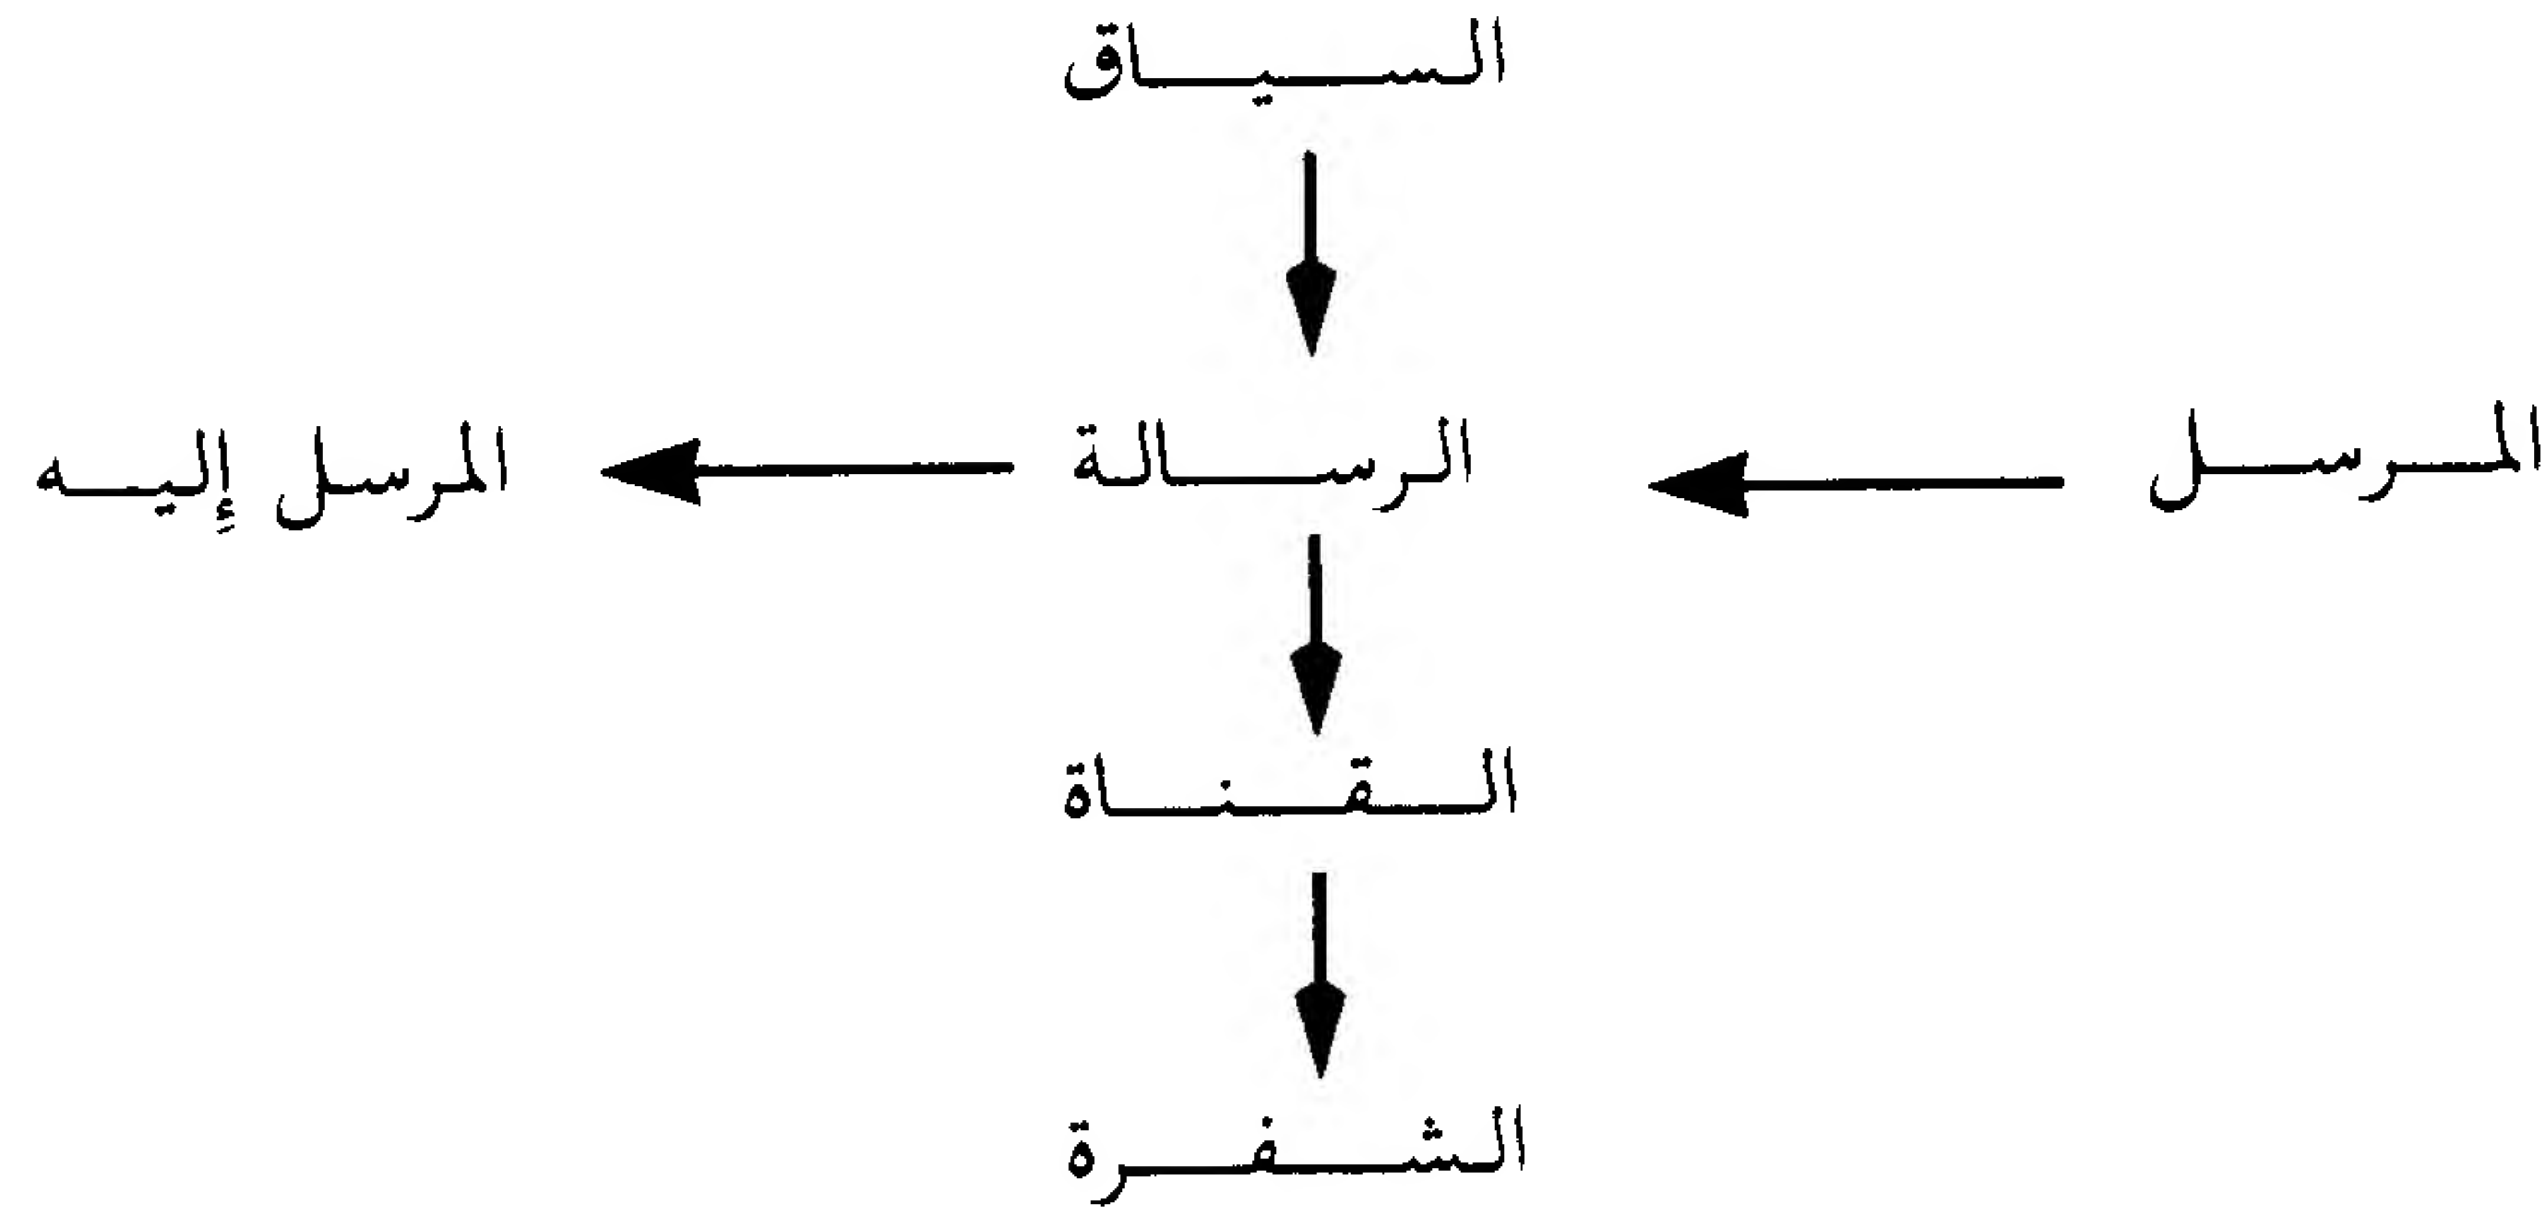 السياق
المرسل الرسالة المرسل إليه
القناة
الشفرة